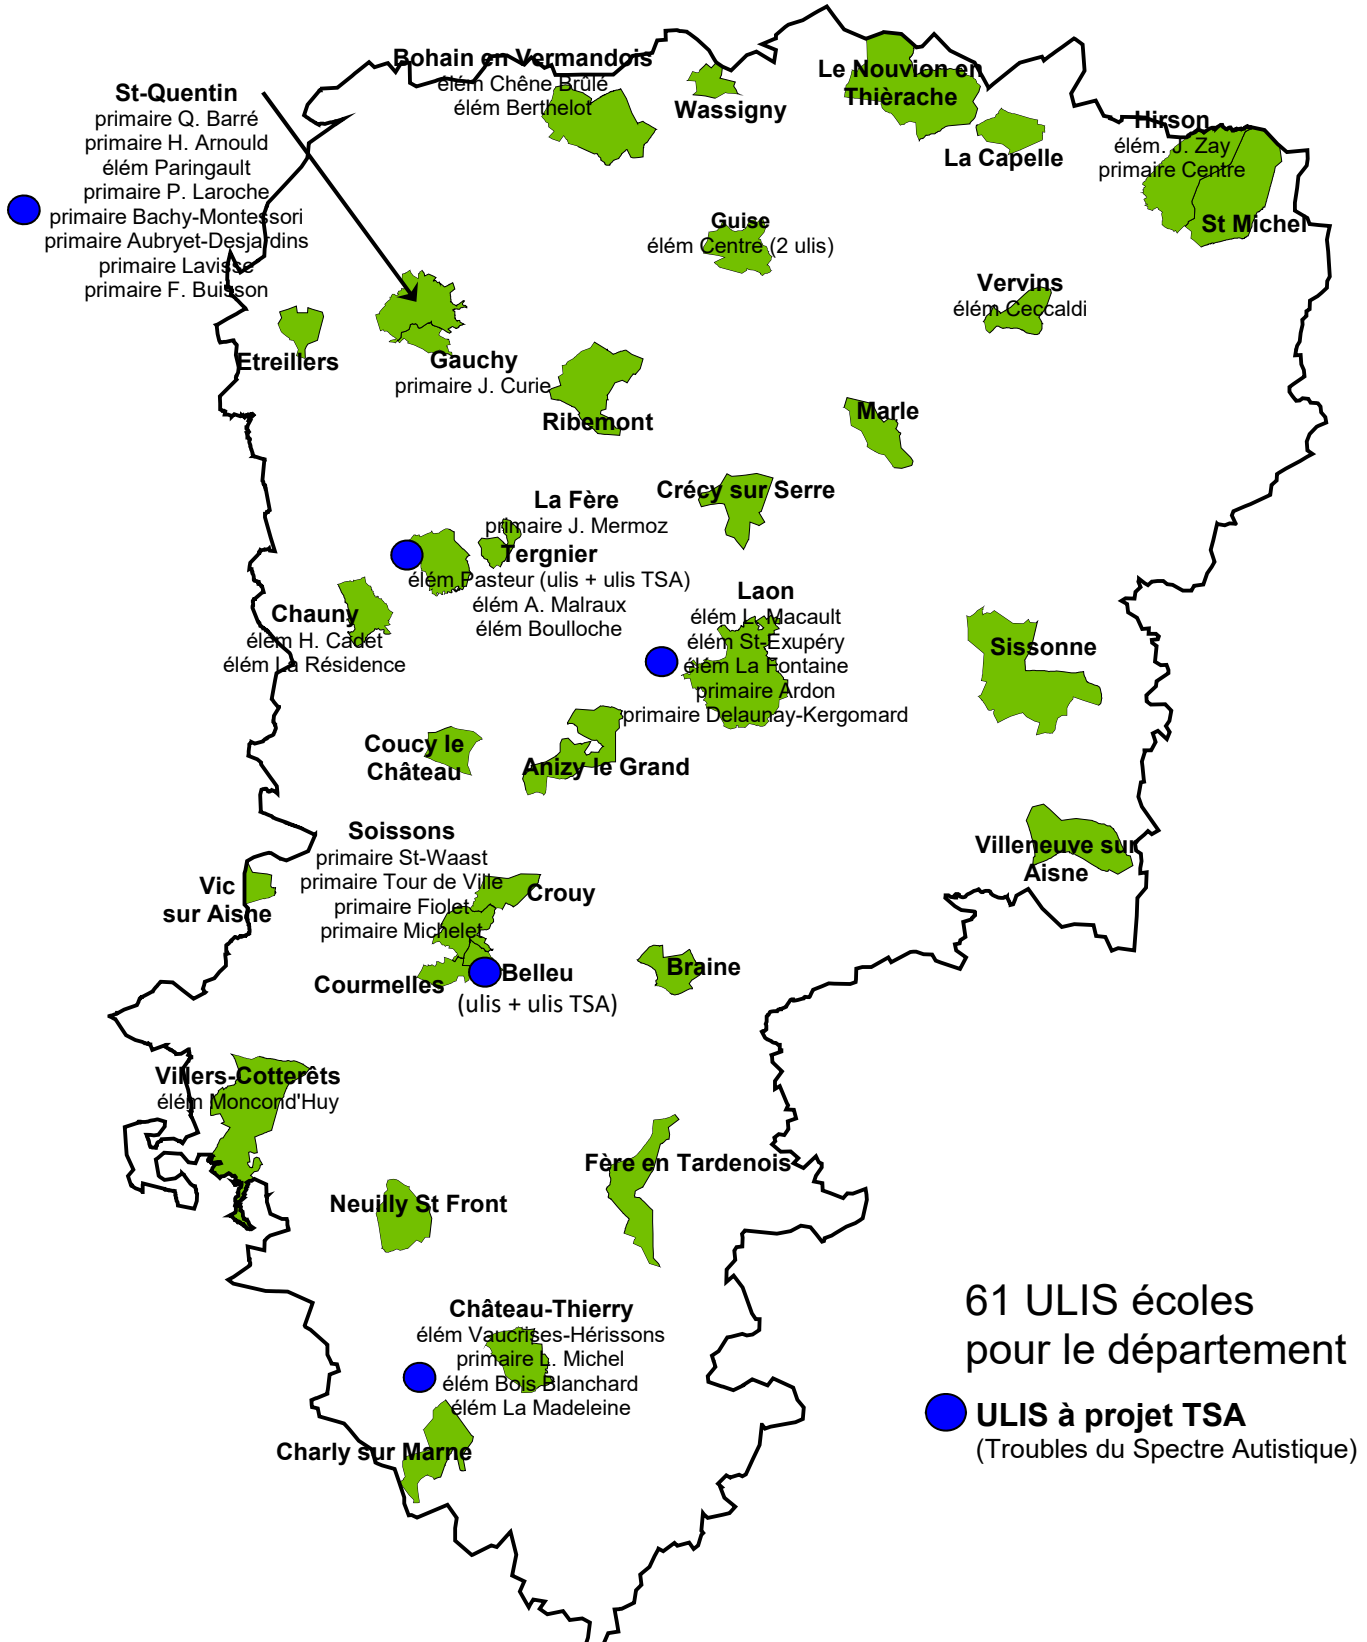 Bohain en Vermandois
élém Chêne Brûlé
élém Berthelot
Wassigny
Le Nouvion en
Thièrache
La Capelle
Hirson
élém. J. Zay
primaire Centre
St Michel
St-Quentin
primaire Q. Barré
primaire H. Arnould
élém Paringault
primaire P. Laroche
primaire Bachy-Montessori
primaire Aubryet-Desjardins
primaire Lavisse
primaire F. Buisson
Guise
élém Centre (2 ulis)
Vervins
élém Ceccaldi
Etreillers
Gauchy
primaire J. Curie
Ribemont
Marle
Crécy sur Serre
La Fère
primaire J. Mermoz
Tergnier
élém Pasteur (ulis + ulis TSA)
élém A. Malraux
élém Boulloche
Chauny
élém H. Cadet
élém La Résidence
Laon
élém L. Macault
élém St-Exupéry
élém La Fontaine
primaire Ardon
primaire Delaunay-Kergomard
Sissonne
Coucy le
Château
Anizy le Grand
Villeneuve sur
Aisne
Soissons
primaire St-Waast
primaire Tour de Ville
primaire Fiolet
primaire Michelet
Crouy
Vic
sur Aisne
Courmelles
Belleu
(ulis + ulis TSA)
Braine
Villers-Cotterêts
élém Moncond'Huy
Fère en Tardenois
Neuilly St Front
Château-Thierry
élém Vaucrises-Hérissons
primaire L. Michel
élém Bois Blanchard
élém La Madeleine
Charly sur Marne
61 ULIS écoles
pour le département
ULIS à projet TSA
(Troubles du Spectre Autistique)